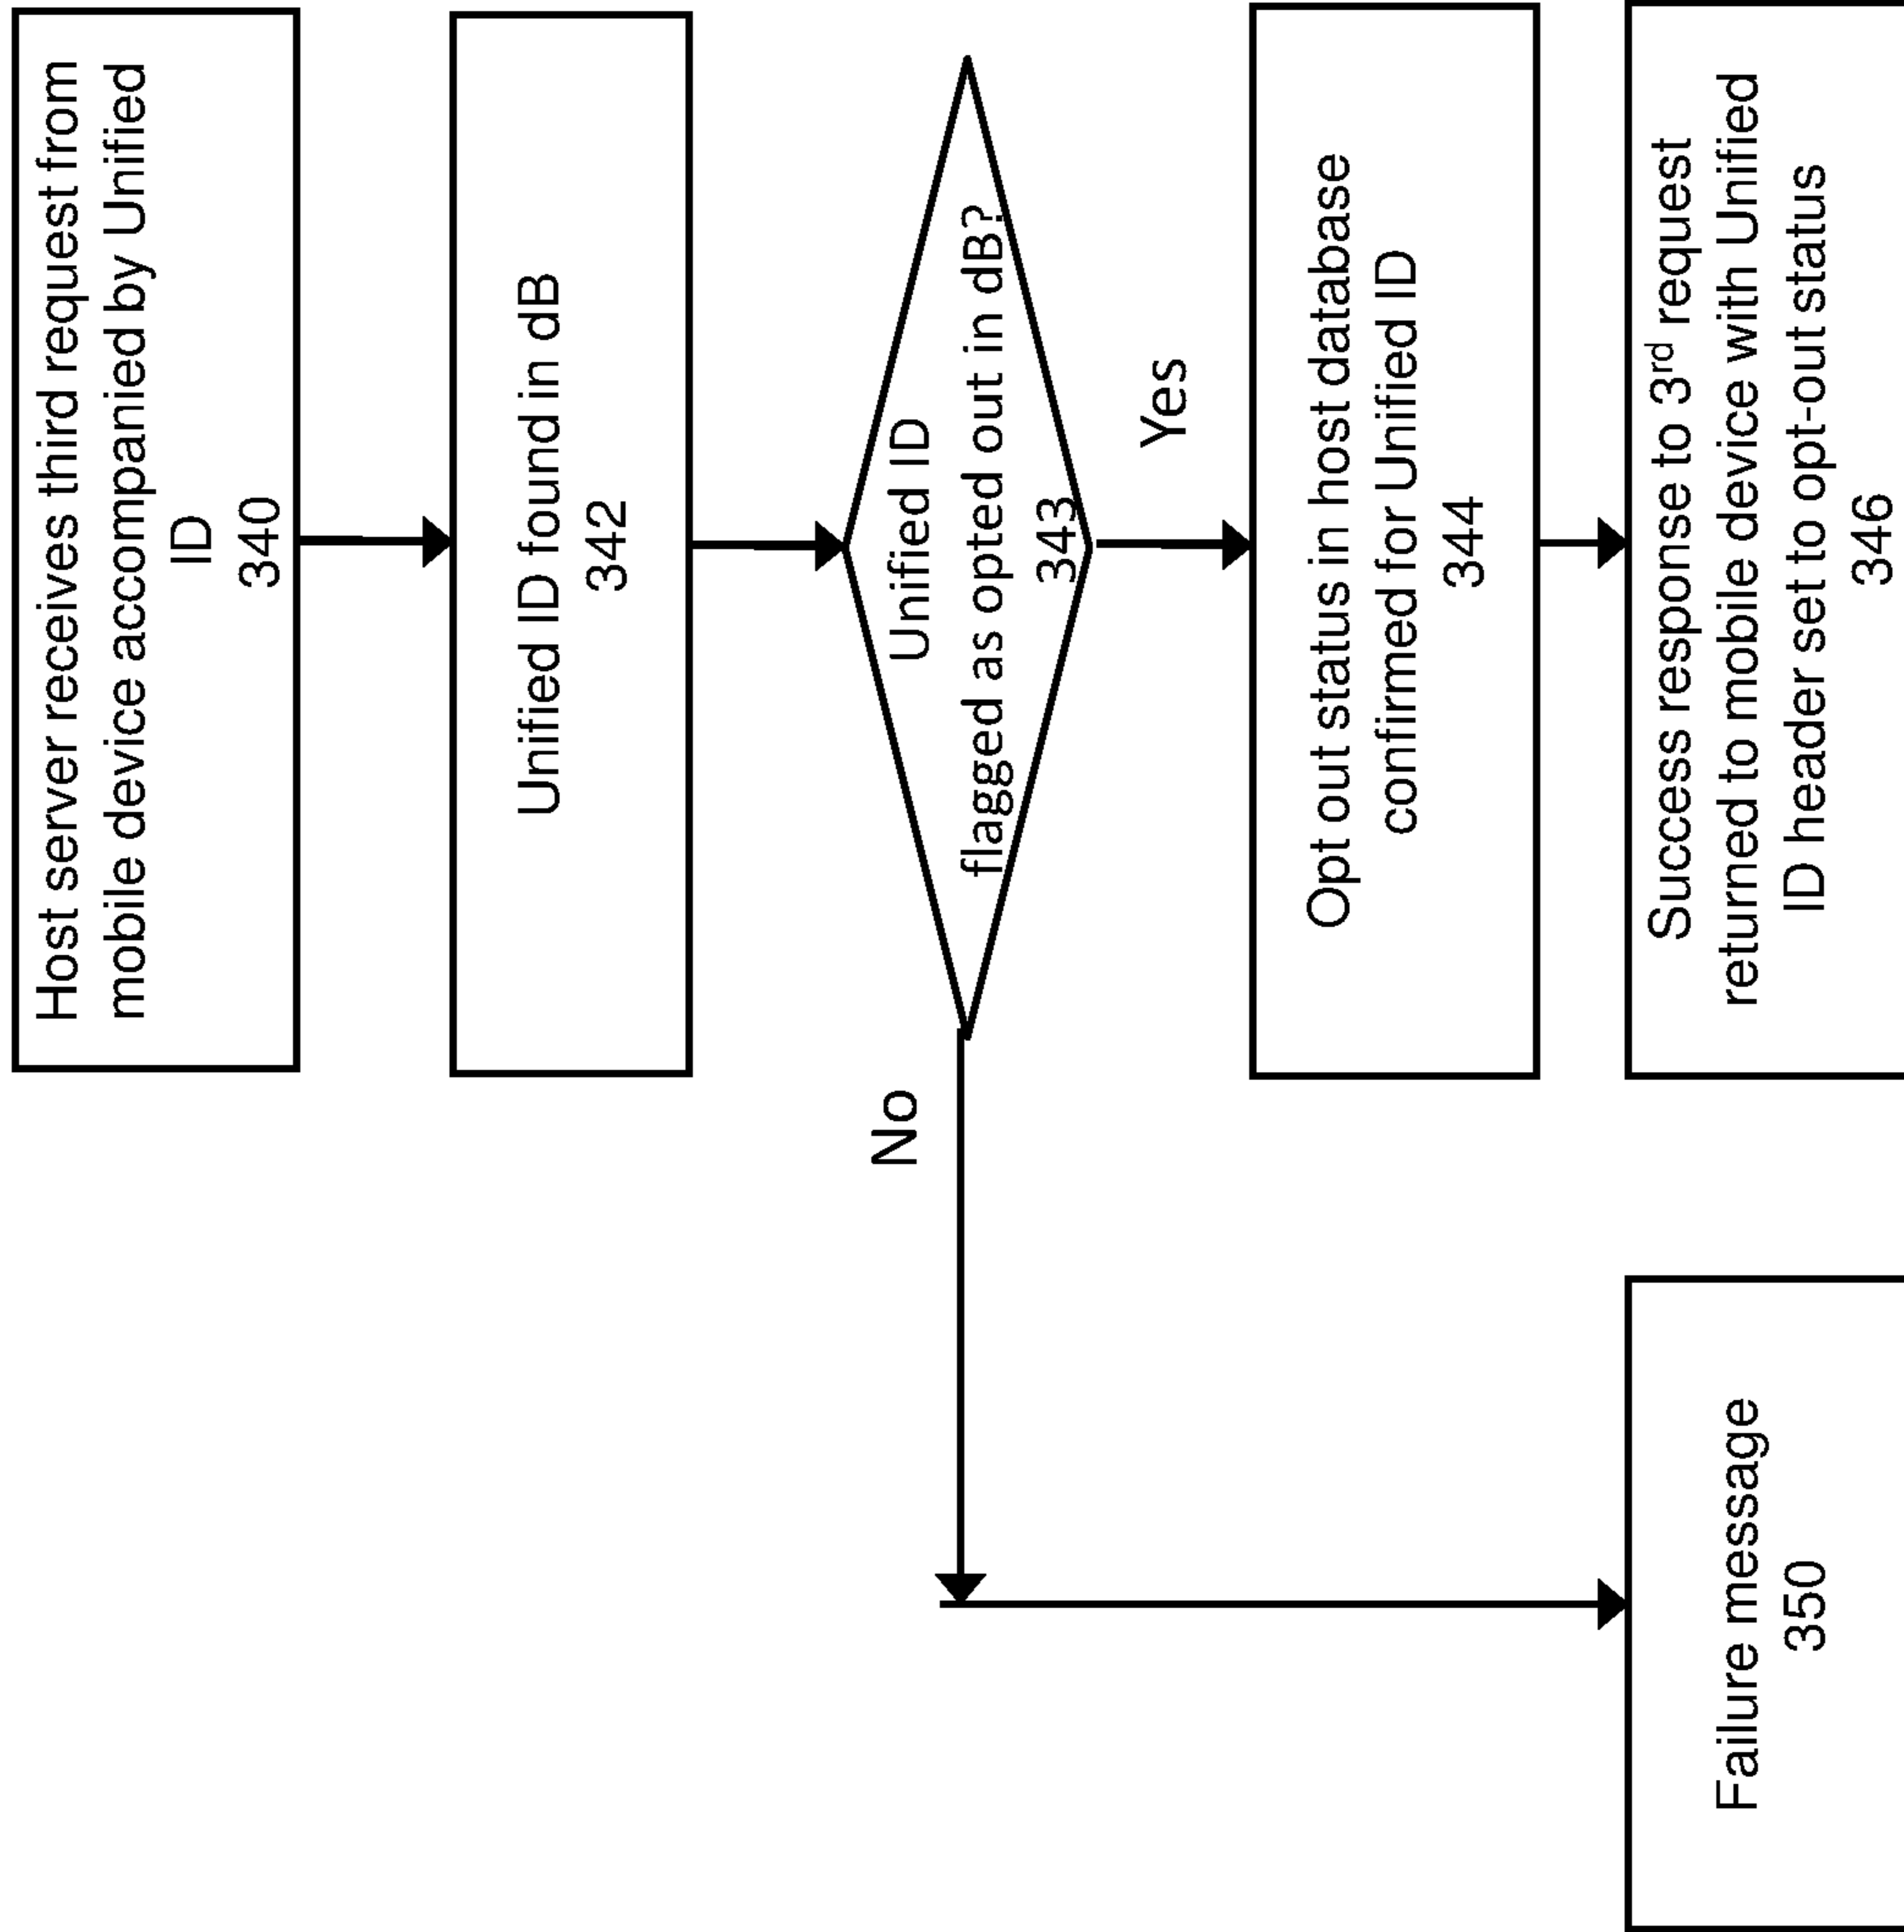 Host server receives third request from
mobile device accompanied by Unified
ID
340
Unified ID found in dB
342
Unified ID
flagged as opted out in dB?
343
No
Yes
Opt out status in host database
confirmed for Unified ID
344
Success response to 3rd request
returned to mobile device with Unified
ID header set to opt-out status
346
Failure message
350